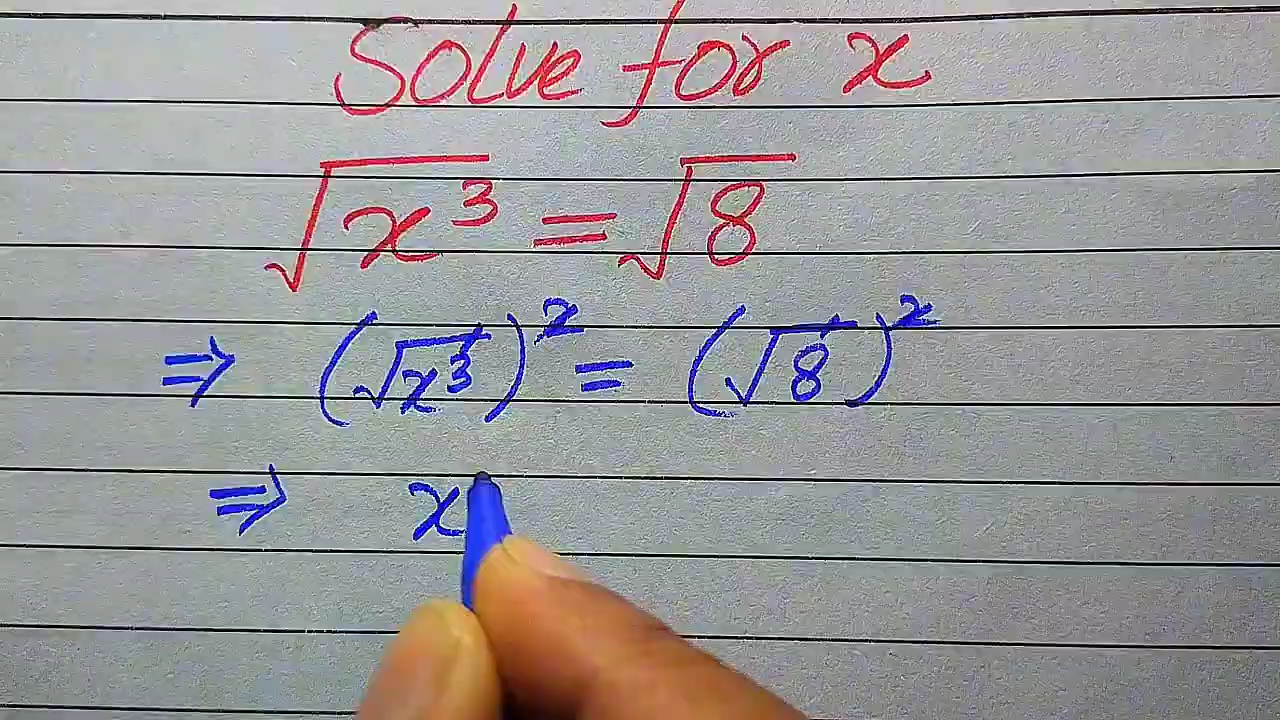 Solve for x
√x³ = √8
⇒ (√x³)² = (√8)²
⇒ x